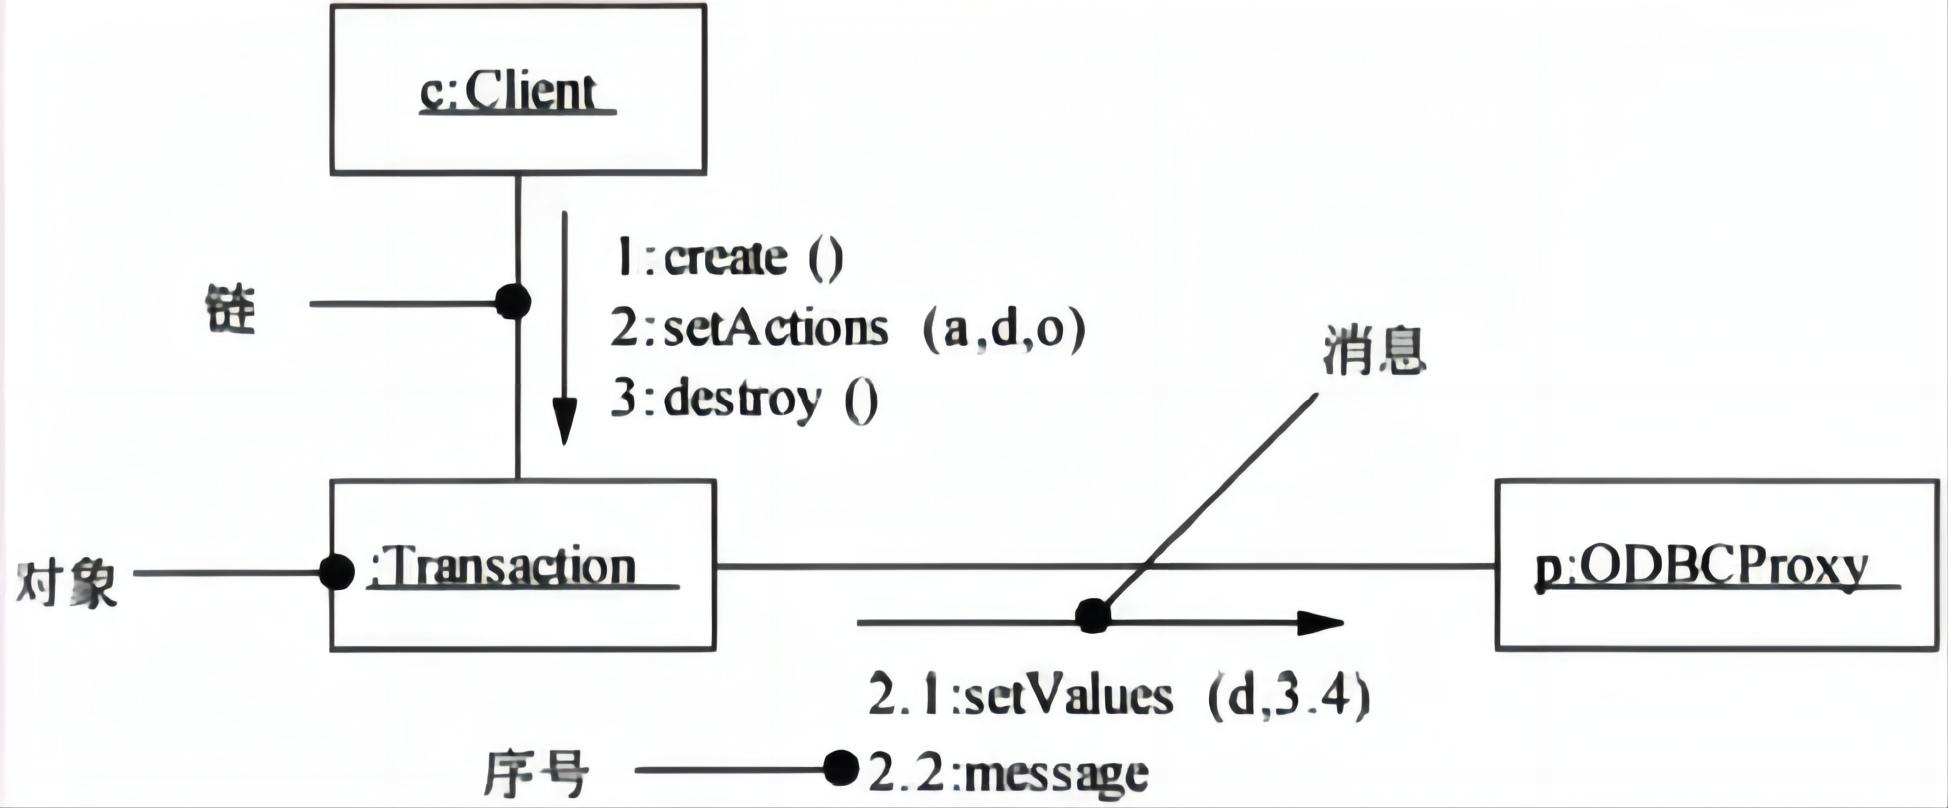 c:Client
链
1:create ()
2:setActions (a,d,o)
3:destroy ()
消息
对象
:Transaction
p:ODBCProxy
2.1:setValues (d,3.4)
序号
2.2:message